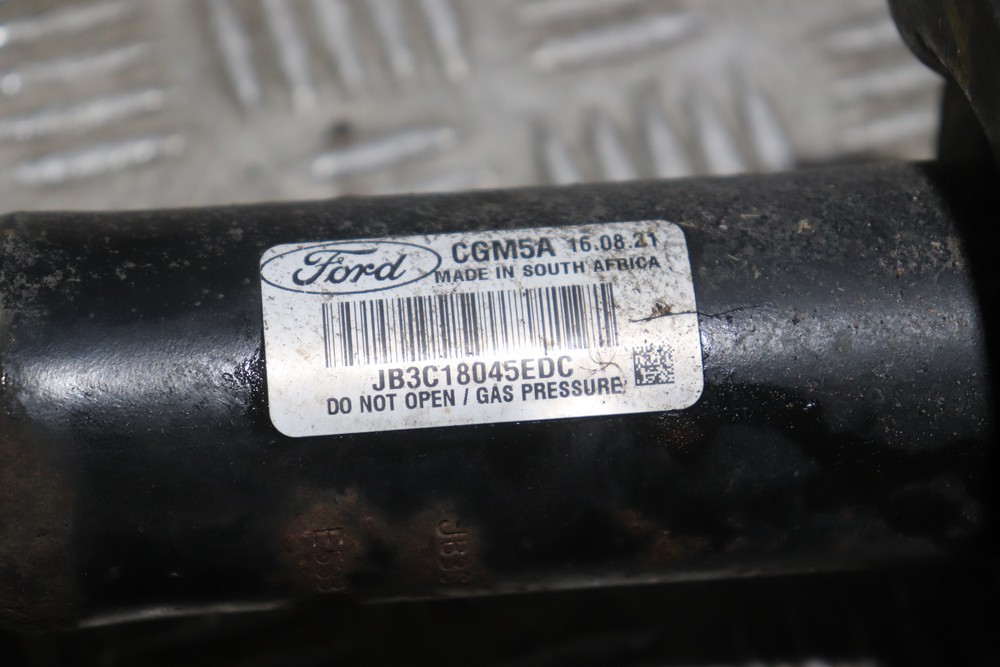 Ford
CGM5A 16.08.21
MADE IN SOUTH AFRICA
JB3C18045EDC
DO NOT OPEN / GAS PRESSURE